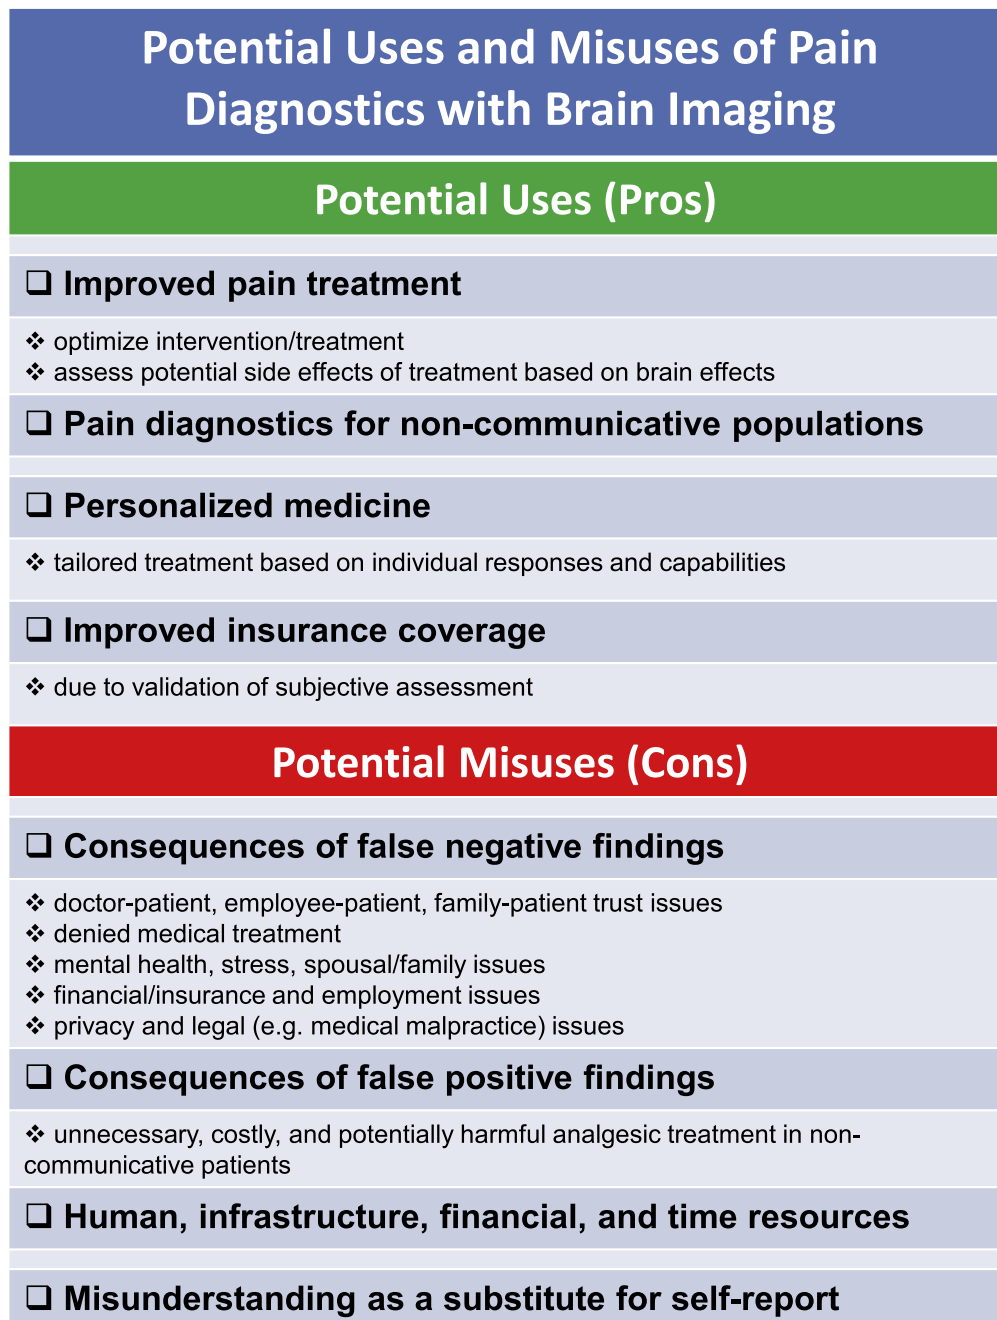 Potential Uses and Misuses of Pain
Diagnostics with Brain Imaging
Potential Uses (Pros)
❑ Improved pain treatment
❖ optimize intervention/treatment
❖ assess potential side effects of treatment based on brain effects
❑ Pain diagnostics for non-communicative populations
❑ Personalized medicine
❖ tailored treatment based on individual responses and capabilities
❑ Improved insurance coverage
❖ due to validation of subjective assessment
Potential Misuses (Cons)
❑ Consequences of false negative findings
❖ doctor-patient, employee-patient, family-patient trust issues
❖ denied medical treatment
❖ mental health, stress, spousal/family issues
❖ financial/insurance and employment issues
❖ privacy and legal (e.g. medical malpractice) issues
❑ Consequences of false positive findings
❖ unnecessary, costly, and potentially harmful analgesic treatment in non-
communicative patients
❑ Human, infrastructure, financial, and time resources
❑ Misunderstanding as a substitute for self-report